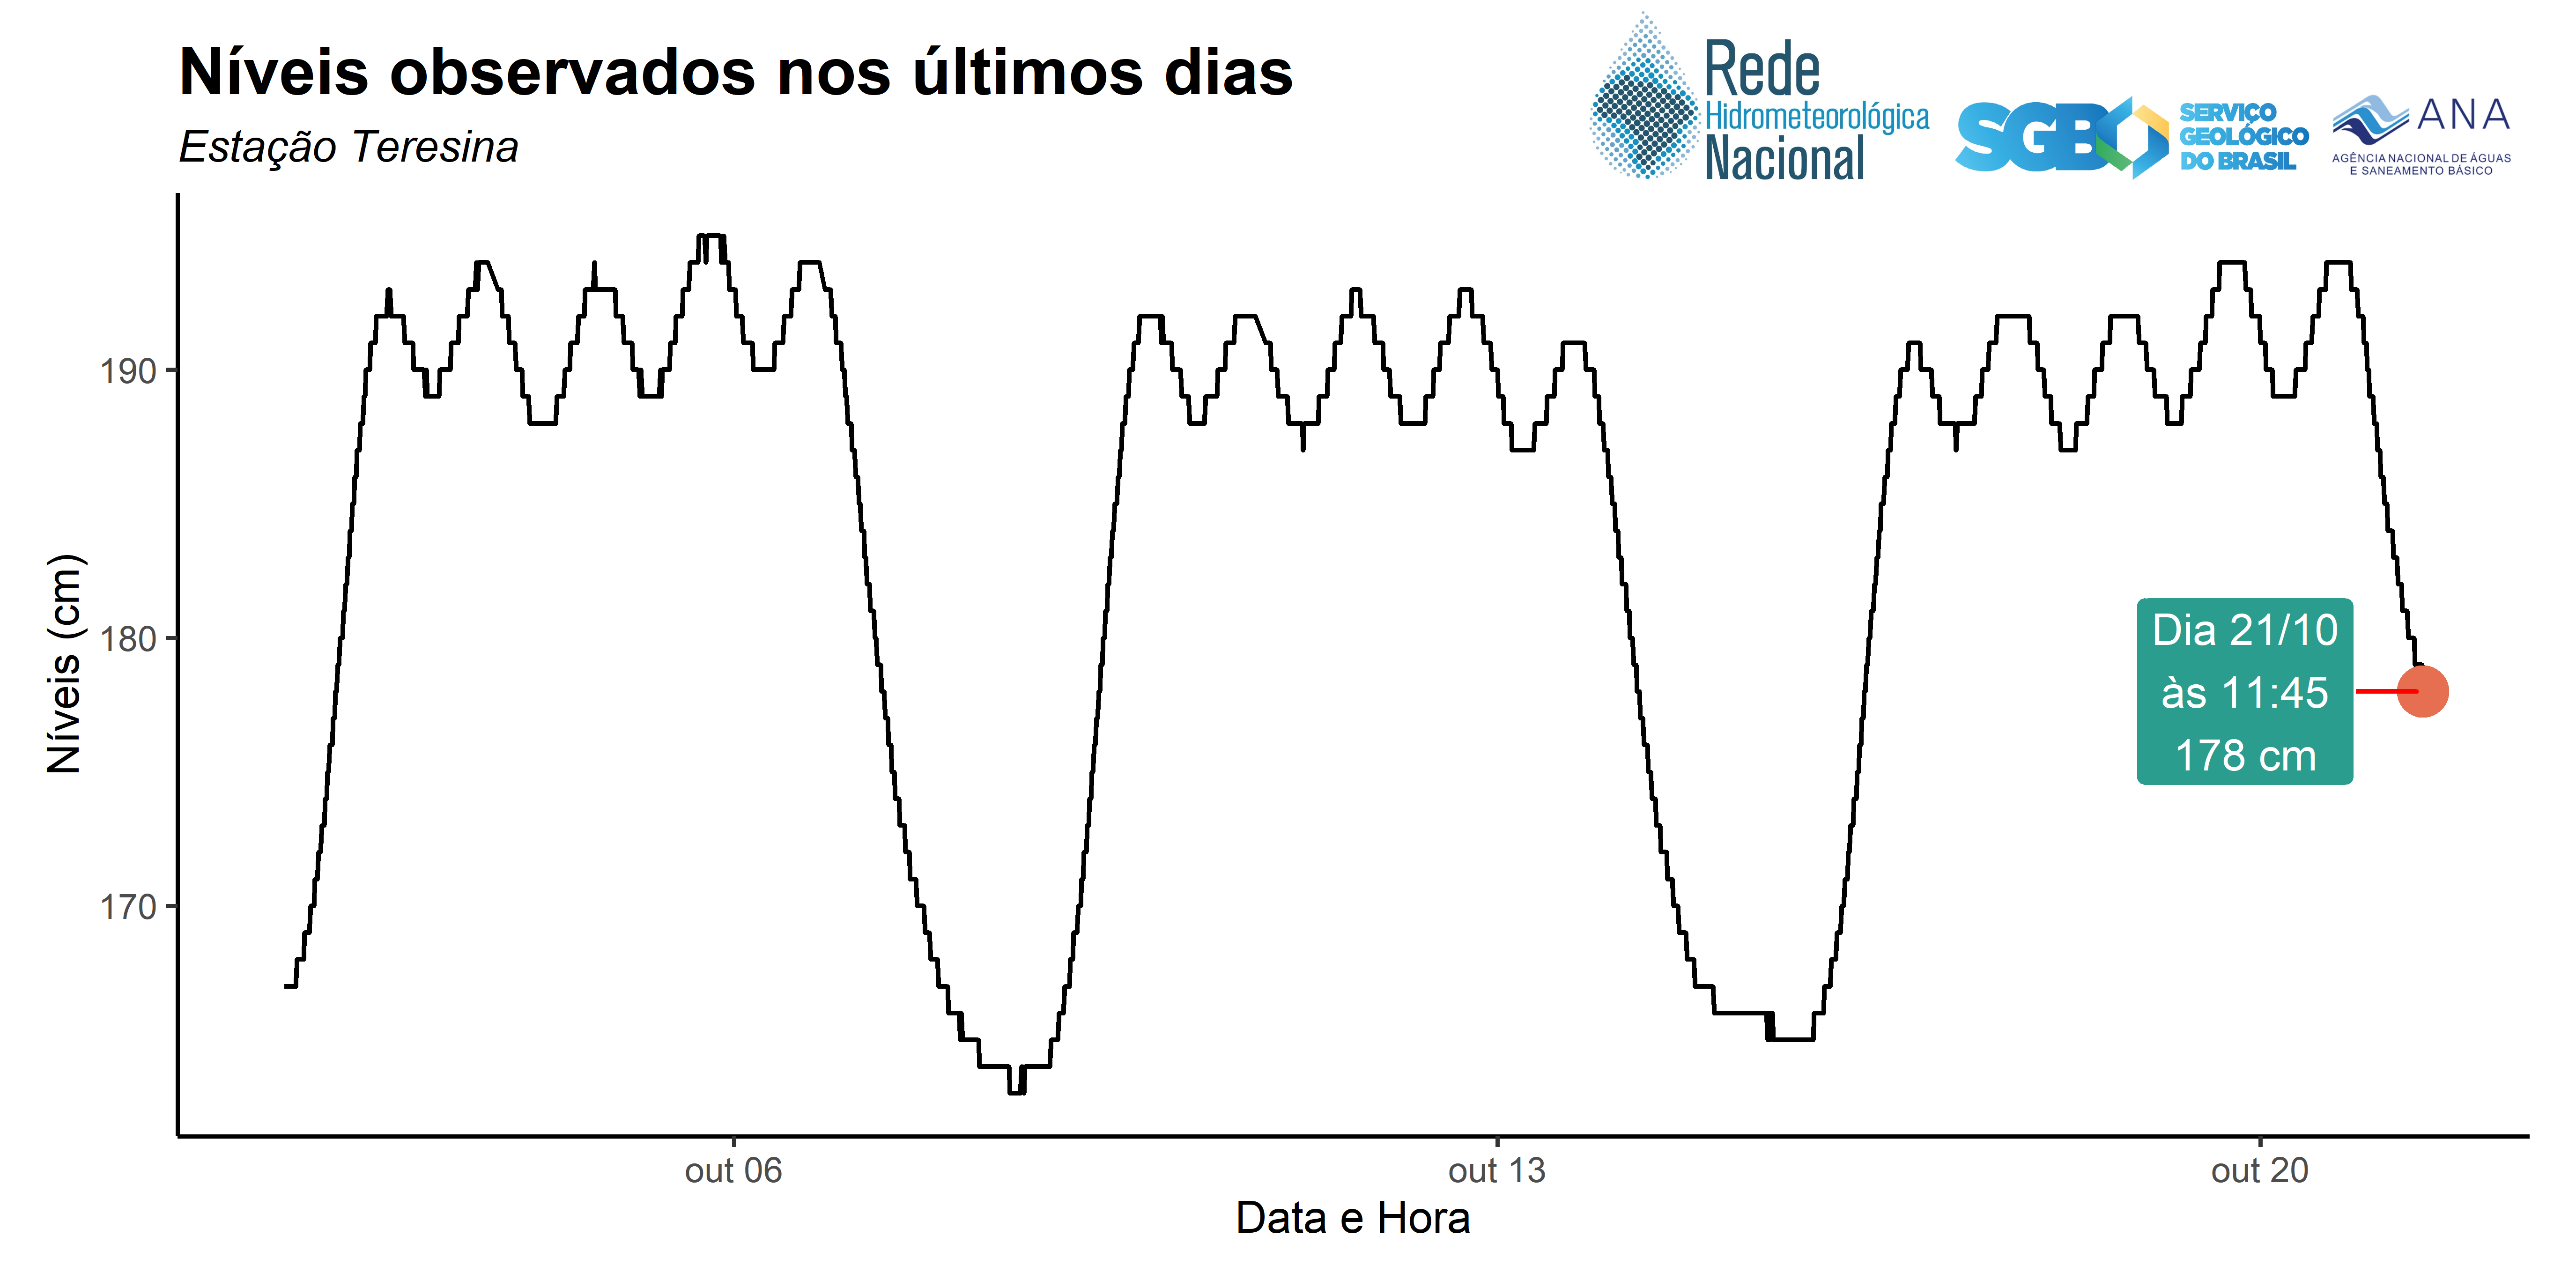 Níveis observados nos últimos dias
Estação Teresina
Rede
Hidrometeorológica
Nacional
SGB
SERVIÇO
GEOLÓGICO
DO BRASIL
ANA
AGÊNCIA NACIONAL DE ÁGUAS
E SANEAMENTO BÁSICO
Níveis (cm)
190
180
170
Dia 21/10
às 11:45
178 cm
out 06
out 13
out 20
Data e Hora